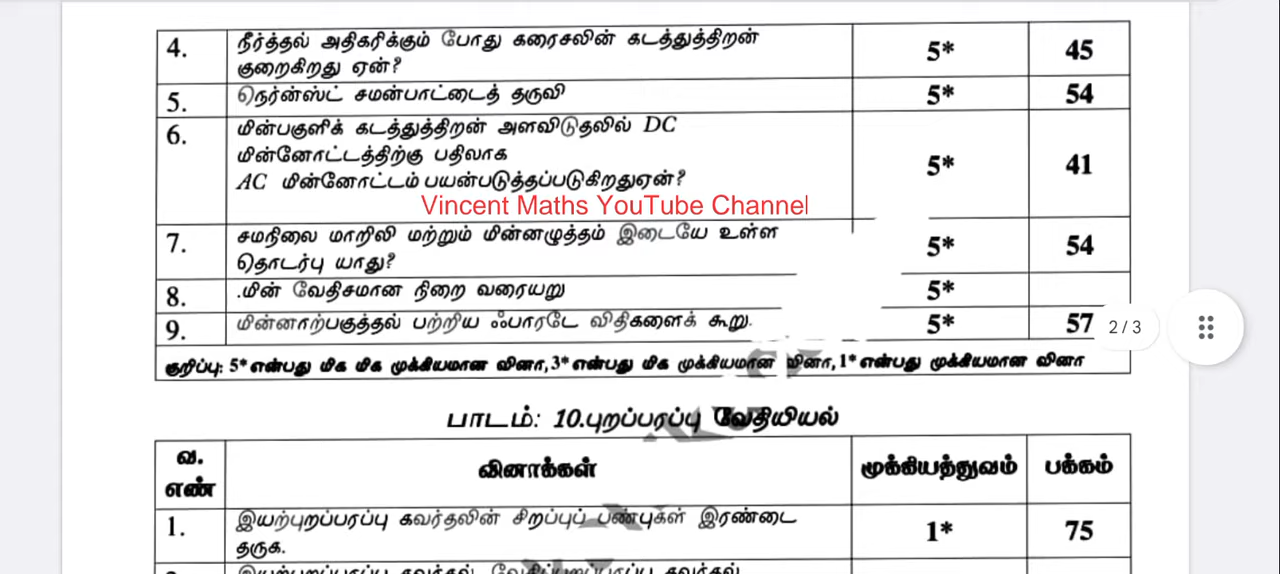 4. நீர்த்தல் அதிகரிக்கும் போது கரைசலின் கடத்துத்திறன் 5* 45
குறைகிறது ஏன்?
5. நெர்ன்ஸ்ட் சமன்பாட்டைத் தருவி 5* 54
6. மின்பகுளிக் கடத்துத்திறன் அளவிடுதலில் DC
மின்னோட்டத்திற்கு பதிலாக 5* 41
AC மின்னோட்டம் பயன்படுத்தப்படுகிறதுஏன்?
Vincent Maths YouTube Channel
7. சமநிலை மாறிலி மற்றும் மின்னழுத்தம் இடையே உள்ள 5* 54
தொடர்பு யாது?
8. .மின் வேதிசமான நிறை வரையறு 5*
9. மின்னாற்பகுத்தல் பற்றிய ஃபாரடே விதிகளைக் கூறு. 5* 57
2 / 3
குறிப்பு: 5* என்பது மிக மிக முக்கியமான வினா, 3* என்பது மிக முக்கியமான வினா, 1* என்பது முக்கியமான வினா
பாடம்: 10.புறப்பரப்பு வேதியியல்
வ. எண் வினாக்கள் முக்கியத்துவம் பக்கம்
1. இயற்புறப்பரப்பு கவர்தலின் சிறப்புப் பண்புகள் இரண்டை 1* 75
தருக.